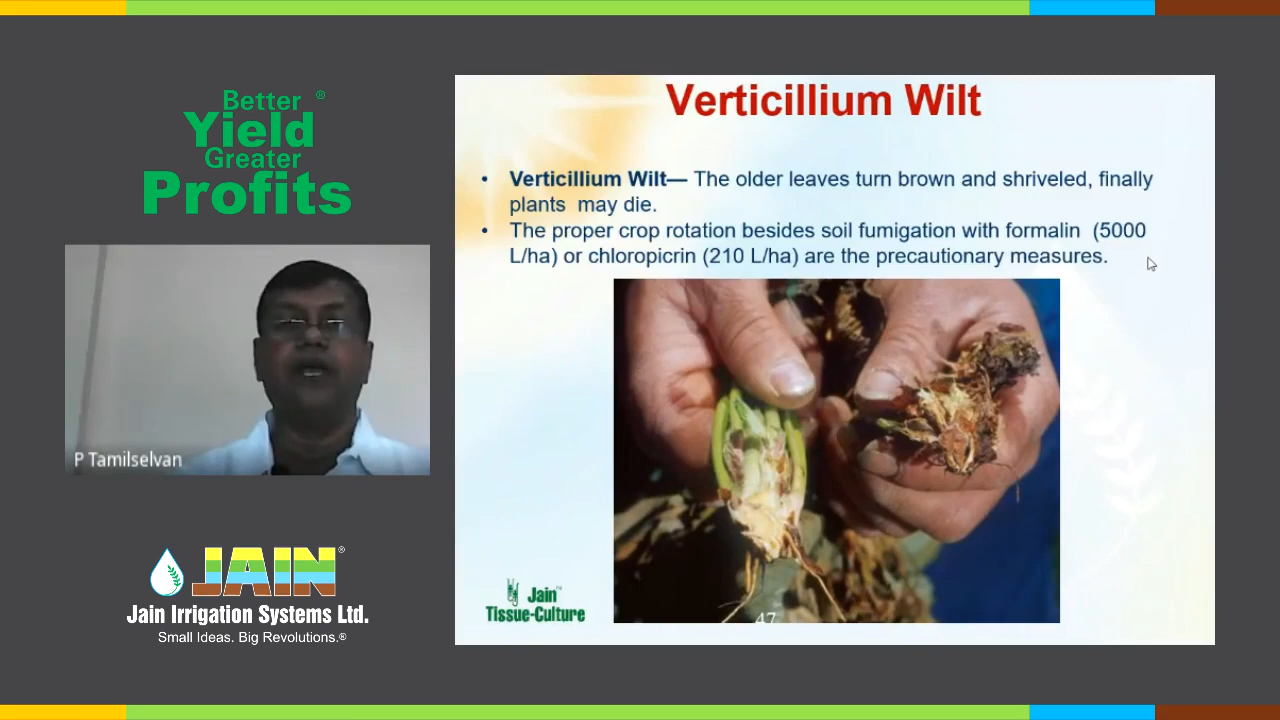 Better ®
Yield
Greater
Profits
P Tamilselvan
JAIN®
Jain Irrigation Systems Ltd.
Small Ideas. Big Revolutions.®
Verticillium Wilt
• Verticillium Wilt— The older leaves turn brown and shriveled, finally
plants may die.
• The proper crop rotation besides soil fumigation with formalin (5000
L/ha) or chloropicrin (210 L/ha) are the precautionary measures.
Jain™
Tissue-Culture
47